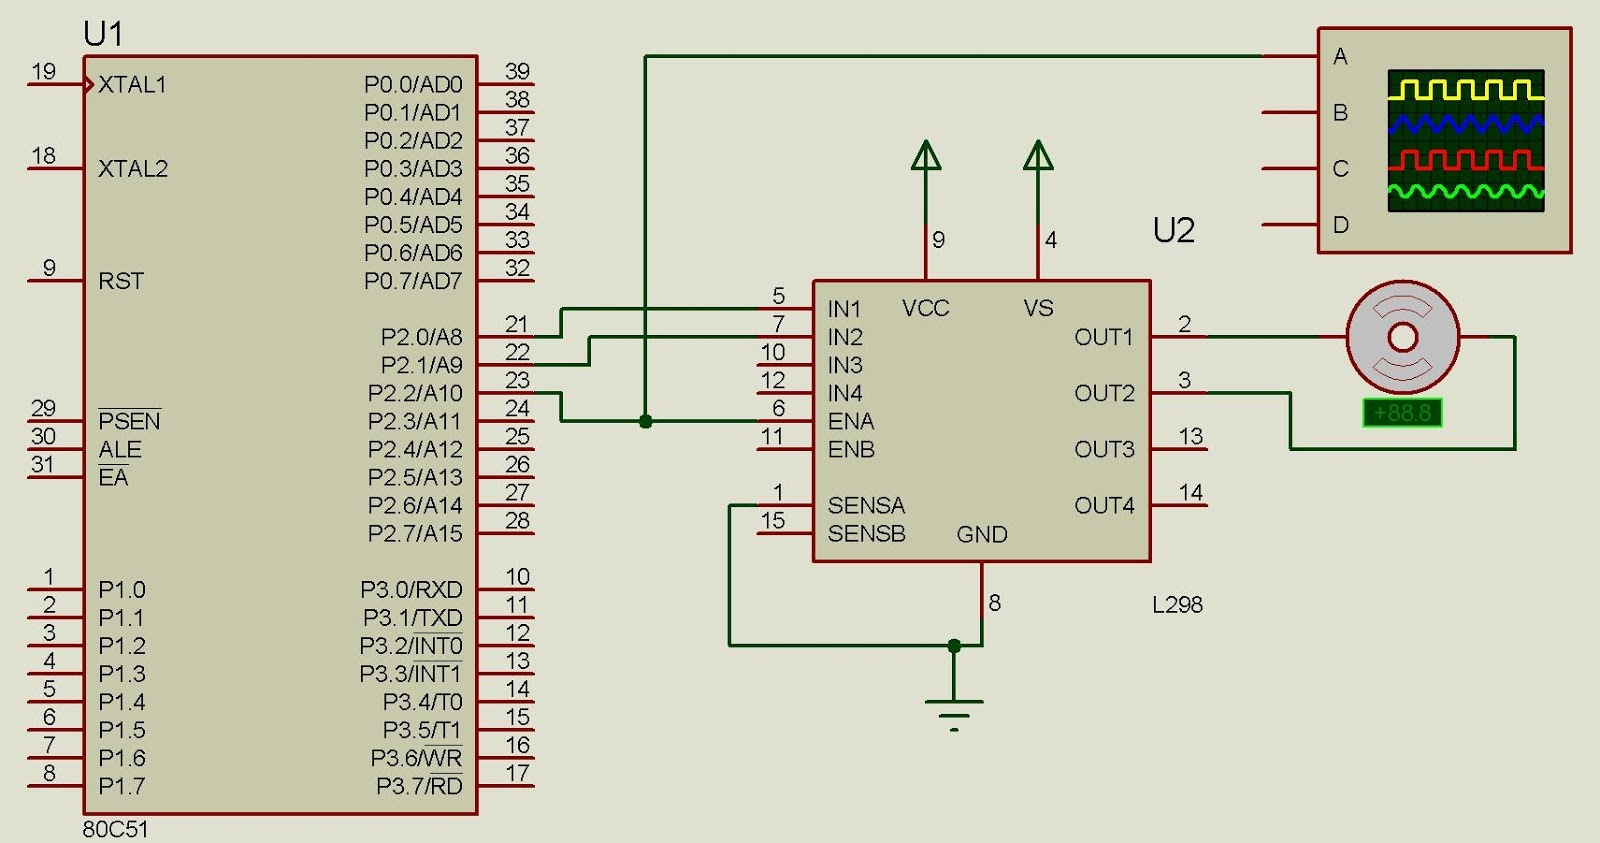 U1
19 XTAL1
18 XTAL2
9 RST
29 PSEN
30 ALE
31 EA
1 P1.0
2 P1.1
3 P1.2
4 P1.3
5 P1.4
6 P1.5
7 P1.6
8 P1.7
P0.0/AD0 39
P0.1/AD1 38
P0.2/AD2 37
P0.3/AD3 36
P0.4/AD4 35
P0.5/AD5 34
P0.6/AD6 33
P0.7/AD7 32
P2.0/A8 21
P2.1/A9 22
P2.2/A10 23
P2.3/A11 24
P2.4/A12 25
P2.5/A13 26
P2.6/A14 27
P2.7/A15 28
P3.0/RXD 10
P3.1/TXD 11
P3.2/INT0 12
P3.3/INT1 13
P3.4/T0 14
P3.5/T1 15
P3.6/WR 16
P3.7/RD 17
80C51
U2
9 4
VCC VS
5 IN1
7 IN2
10 IN3
12 IN4
6 ENA
11 ENB
1 SENSA
15 SENSB
GND
8
OUT1 2
OUT2 3
OUT3 13
OUT4 14
L298
A
B
C
D
+88.8